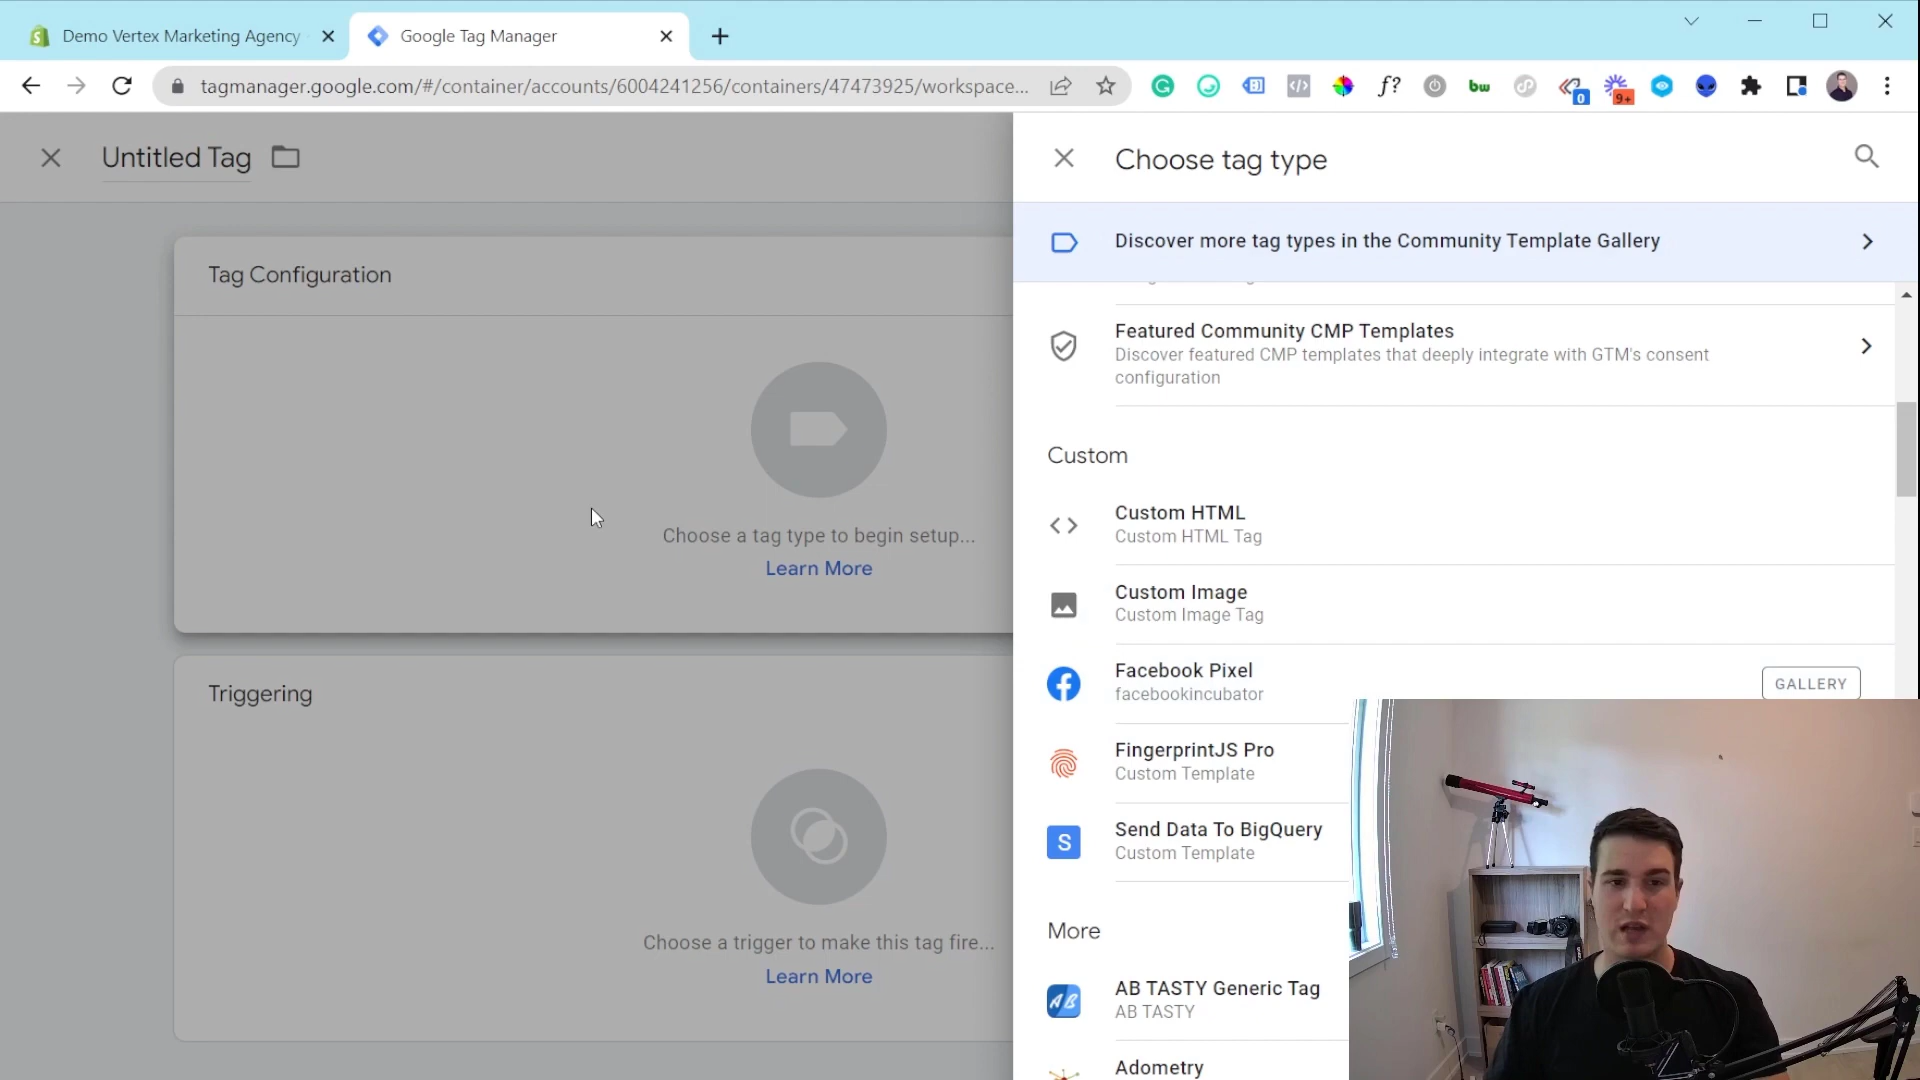 Demo Vertex Marketing Agency
Google Tag Manager
tagmanager.google.com/#/container/accounts/6004241256/containers/47473925/workspace...
f?
bw
0
9+
Untitled Tag
Choose tag type
Discover more tag types in the Community Template Gallery
Tag Configuration
Featured Community CMP Templates
Discover featured CMP templates that deeply integrate with GTM's consent
configuration
Custom
Custom HTML
Custom HTML Tag
Choose a tag type to begin setup...
Learn More
Custom Image
Custom Image Tag
Facebook Pixel
facebookincubator
GALLERY
Triggering
FingerprintJS Pro
Custom Template
S
Send Data To BigQuery
Custom Template
Choose a trigger to make this tag fire...
Learn More
More
AB
AB TASTY Generic Tag
AB TASTY
Adometry